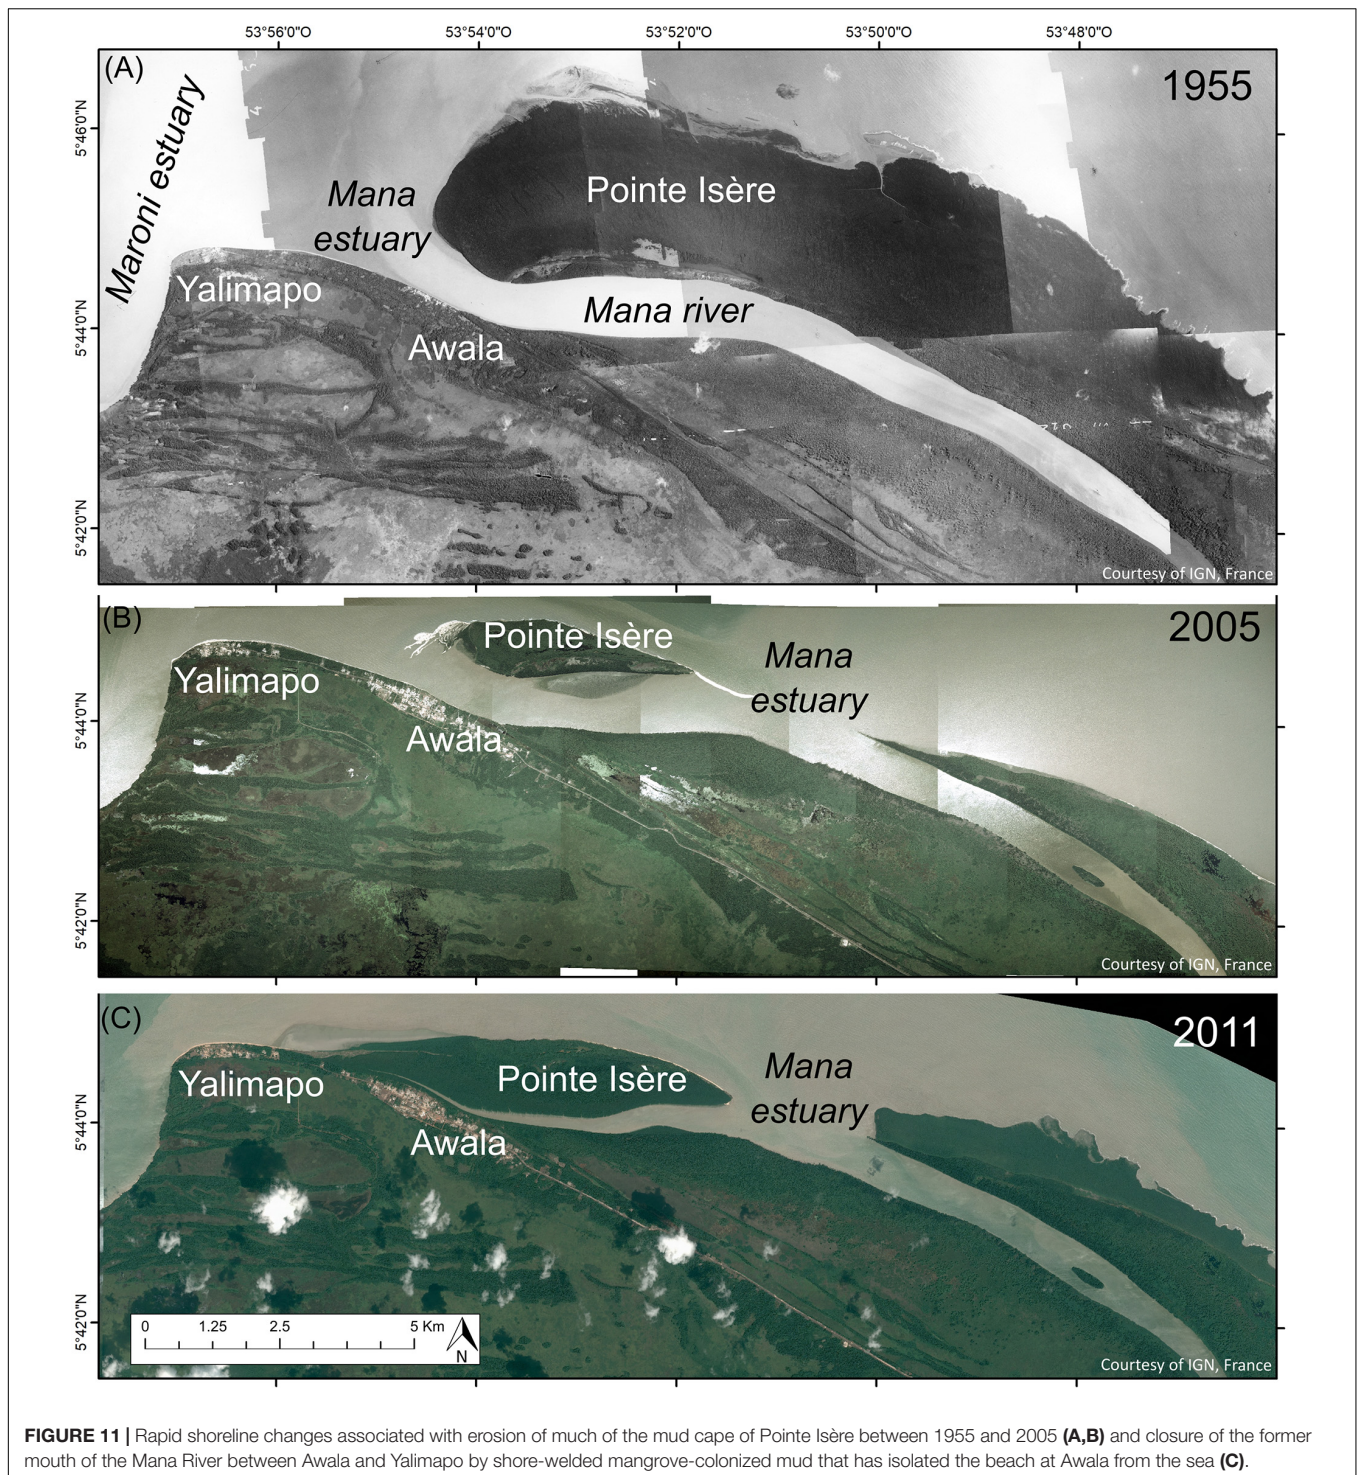 53°56'0"O 53°54'0"O 53°52'0"O 53°50'0"O 53°48'0"O
(A)
1955
5°46'0"N
5°44'0"N
5°42'0"N
Maroni estuary
Mana
estuary
Pointe Isère
Yalimapo
Mana river
Awala
Courtesy of IGN, France
(B)
2005
5°44'0"N
5°42'0"N
Pointe Isère
Mana
estuary
Yalimapo
Awala
Courtesy of IGN, France
(C)
2011
5°44'0"N
5°42'0"N
Yalimapo
Pointe Isère
Mana
estuary
Awala
0 1.25 2.5 5 Km
N
Courtesy of IGN, France
FIGURE 11 | Rapid shoreline changes associated with erosion of much of the mud cape of Pointe Isère between 1955 and 2005 (A,B) and closure of the former
mouth of the Mana River between Awala and Yalimapo by shore-welded mangrove-colonized mud that has isolated the beach at Awala from the sea (C).